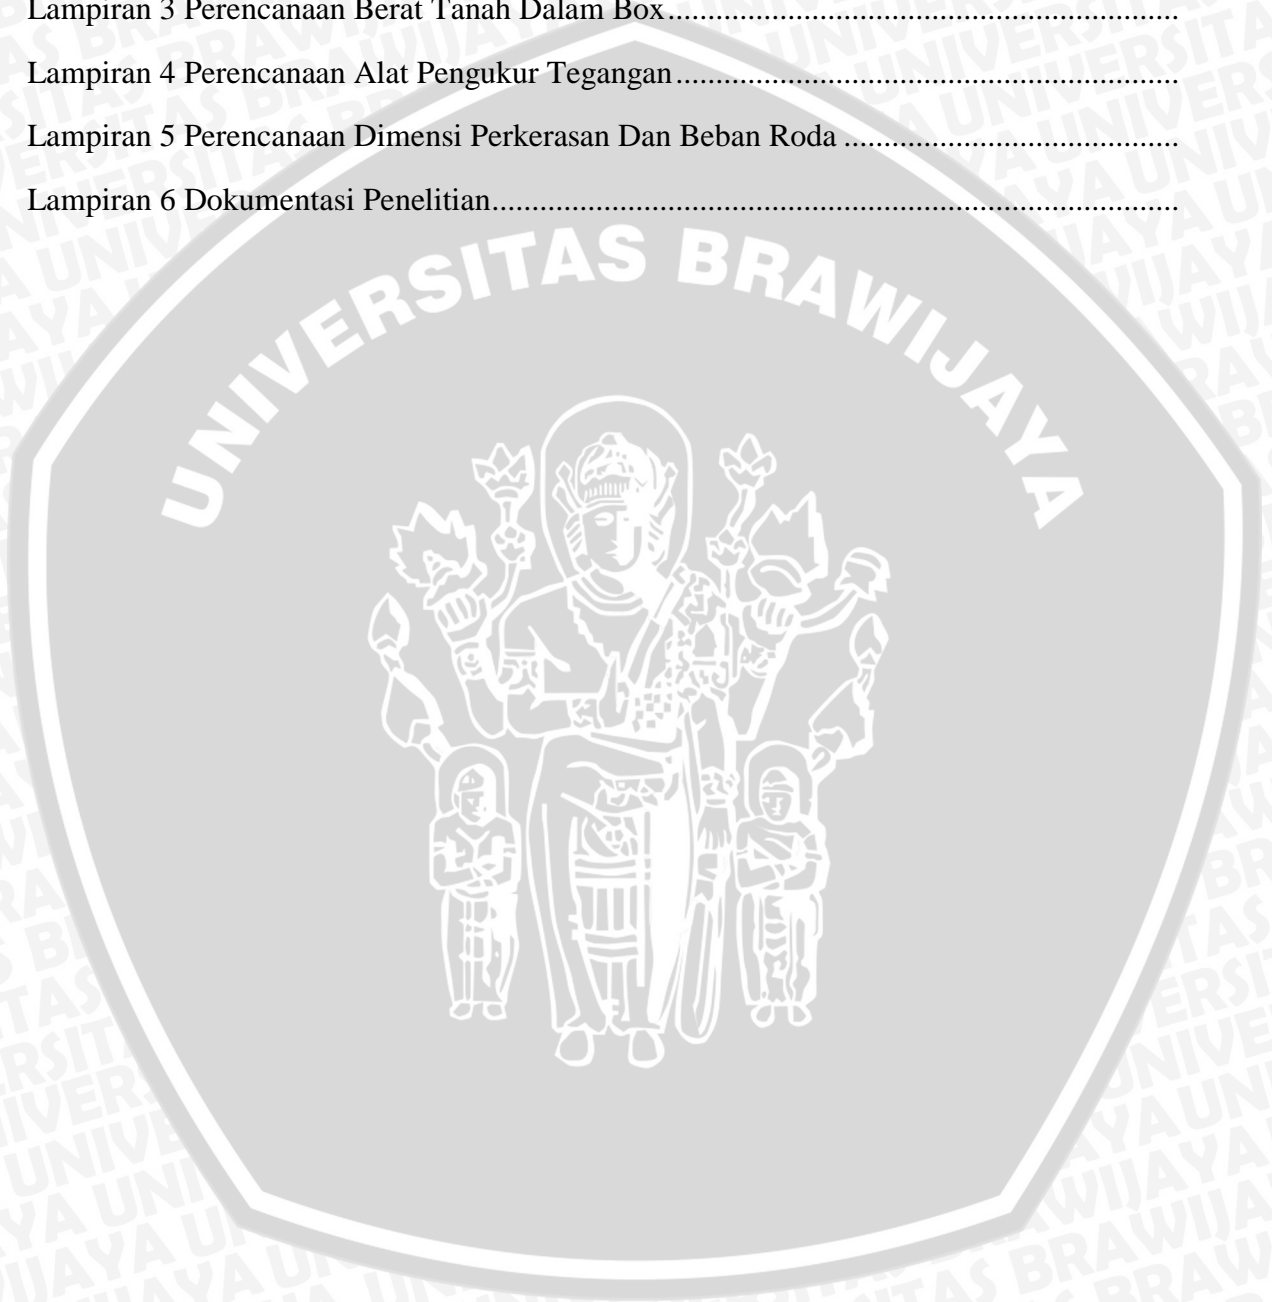 Lampiran 3 Perencanaan Berat Tanah Dalam Box................................................................
Lampiran 4 Perencanaan Alat Pengukur Tegangan...............................................................
Lampiran 5 Perencanaan Dimensi Perkerasan Dan Beban Roda ..........................................
Lampiran 6 Dokumentasi Penelitian......................................................................................
UNIVERSITAS BRAWIJAYA